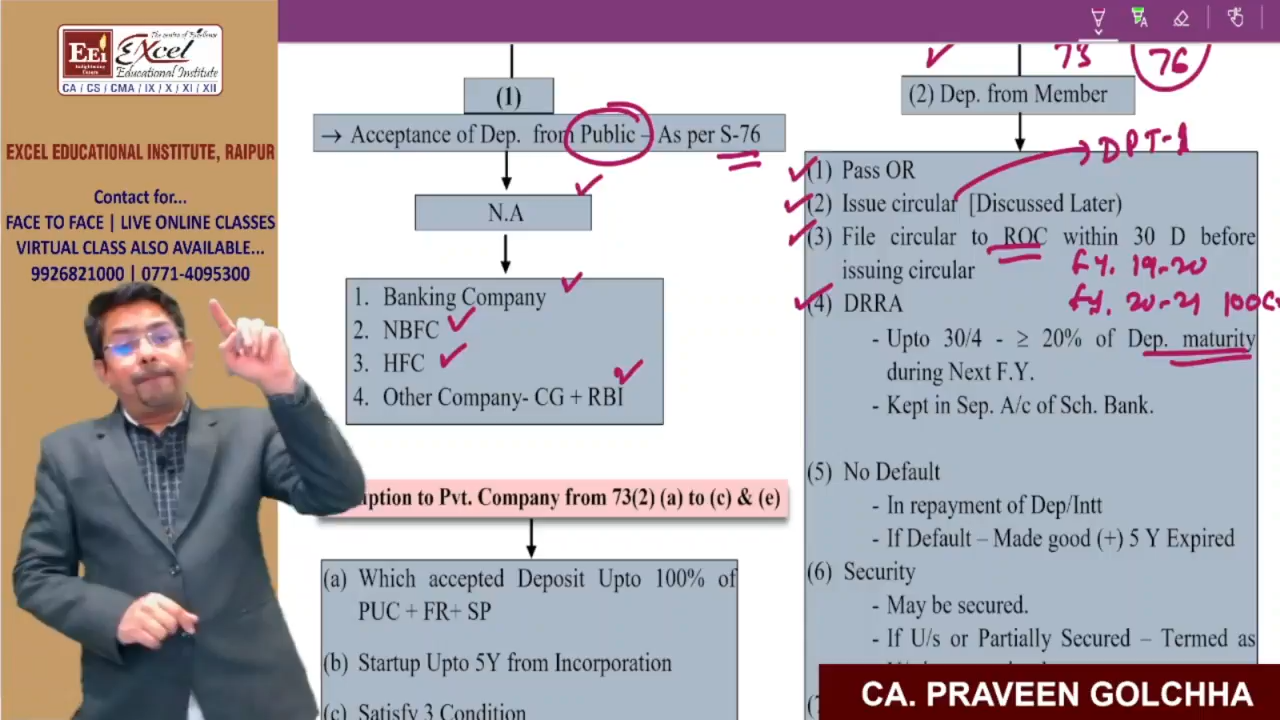 The centre of Excellence
EEi
Enlightening Future
Excel
Educational Institute
CA / CS / CMA / IX / X / XI / XII
EXCEL EDUCATIONAL INSTITUTE, RAIPUR
Contact for...
FACE TO FACE | LIVE ONLINE CLASSES
VIRTUAL CLASS ALSO AVAILABLE...
9926821000 | 0771-4095300
(1)
→ Acceptance of Dep. from Public – As per S-76
N.A
1. Banking Company
2. NBFC
3. HFC
4. Other Company- CG + RBI
ption to Pvt. Company from 73(2) (a) to (c) & (e)
(a) Which accepted Deposit Upto 100% of
PUC + FR+ SP
(b) Startup Upto 5Y from Incorporation
(c) Satisfy 3 Condition
73
76
(2) Dep. from Member
DPT-1
(1) Pass OR
(2) Issue circular [Discussed Later)
(3) File circular to ROC within 30 D before
issuing circular
F.Y. 19-20
(4) DRRA
F.Y. 20-21 100C
- Upto 30/4 - ≥ 20% of Dep. maturity
during Next F.Y.
- Kept in Sep. A/c of Sch. Bank.
(5) No Default
- In repayment of Dep/Intt
- If Default – Made good (+) 5 Y Expired
(6) Security
- May be secured.
- If U/s or Partially Secured – Termed as
CA. PRAVEEN GOLCHHA